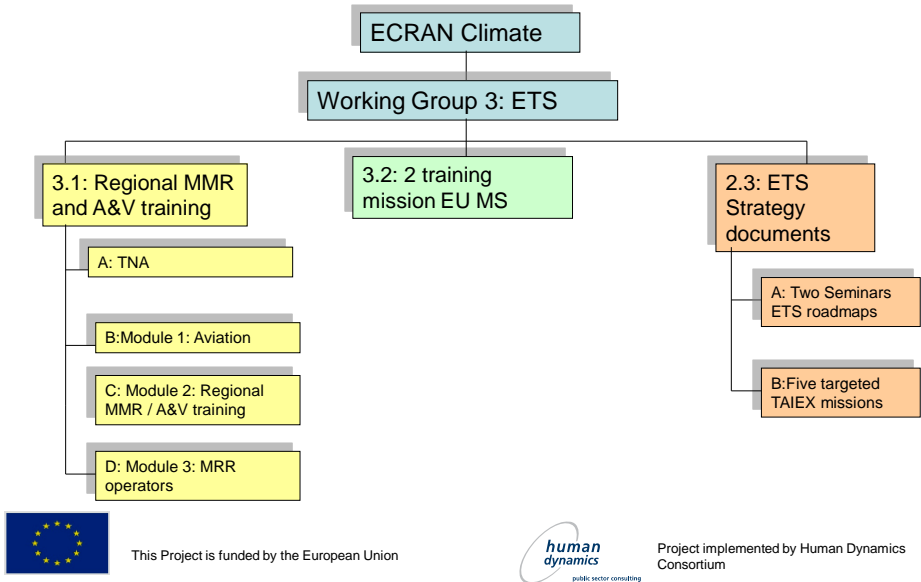 ECRAN Climate
Working Group 3: ETS
3.1: Regional MMR
and A&V training
3.2: 2 training
mission EU MS
2.3: ETS
Strategy
documents
A: TNA
B:Module 1: Aviation
C: Module 2: Regional
MMR / A&V training
D: Module 3: MRR
operators
A: Two Seminars
ETS roadmaps
B:Five targeted
TAIEX missions
This Project is funded by the European Union
human
dynamics
public sector consulting
Project implemented by Human Dynamics
Consortium